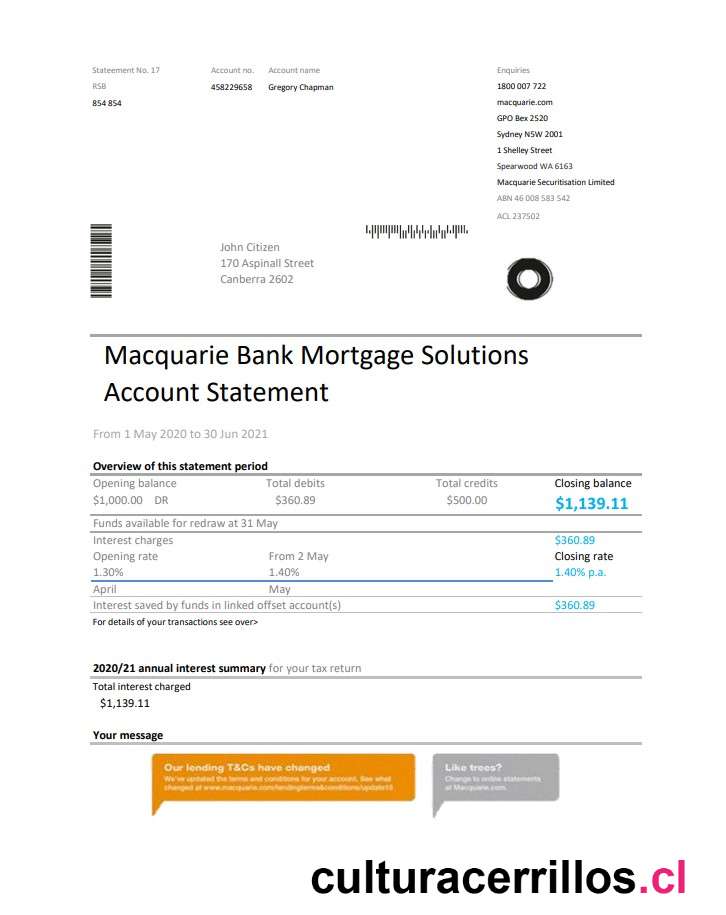 Stateement No. 17 Account no. Account name Enquiries
RSB 458229658 Gregory Chapman 1800 007 722
854 854 macquarie.com
GPO Bex 2520
Sydney N5W 2001
1 Shelley Street
Spearwood WA 6163
Macquarie Securitisation Limited
ABN 46 008 583 542
ACL 237502
John Citizen
170 Aspinall Street
Canberra 2602
Macquarie Bank Mortgage Solutions
Account Statement
From 1 May 2020 to 30 Jun 2021
Overview of this statement period
Opening balance Total debits Total credits Closing balance
$1,000.00 DR $360.89 $500.00 $1,139.11
Funds available for redraw at 31 May
Interest charges $360.89
Opening rate From 2 May Closing rate
1.30% 1.40% 1.40% p.a.
April May
Interest saved by funds in linked offset account(s) $360.89
For details of your transactions see over>
2020/21 annual interest summary for your tax return
Total interest charged
$1,139.11
Your message
Our lending T&Cs have changed
We've updated the terms and conditions for your account. See what
changed at www.macquarie.com/lendingterms&conditions/update15
Like trees?
Change to online statements
at Macquarie.com.
culturacerrillos.cl